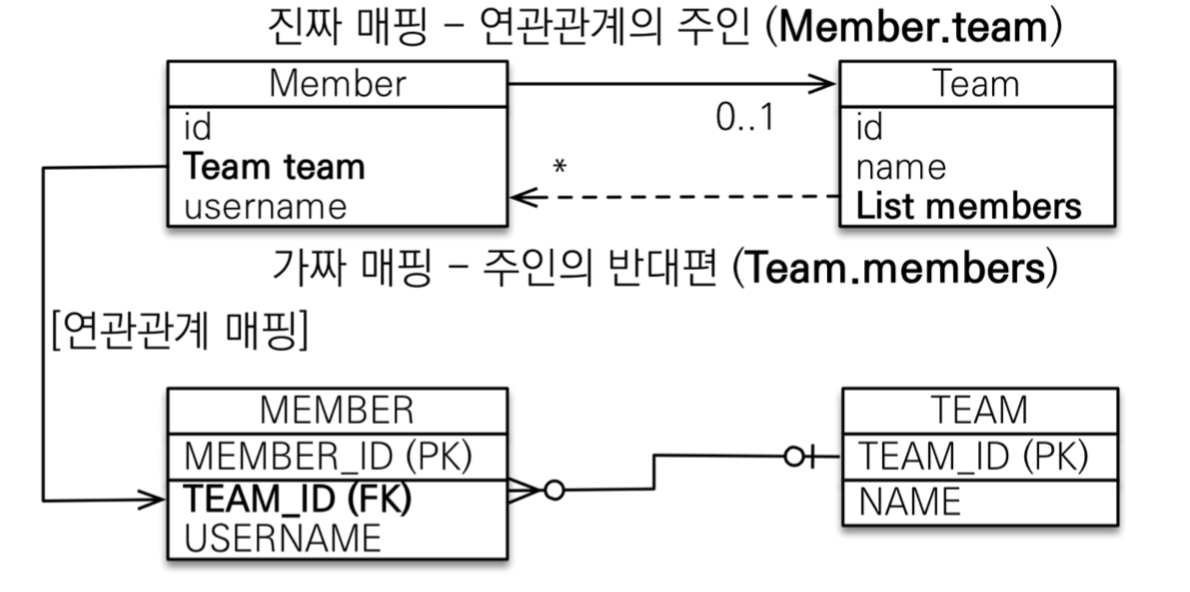 진짜 매핑 – 연관관계의 주인 (Member.team)
Member
id
Team team
username
0..1
*
Team
id
name
List members
가짜 매핑 – 주인의 반대편 (Team.members)
[연관관계 매핑]
MEMBER
MEMBER_ID (PK)
TEAM_ID (FK)
USERNAME
TEAM
TEAM_ID (PK)
NAME